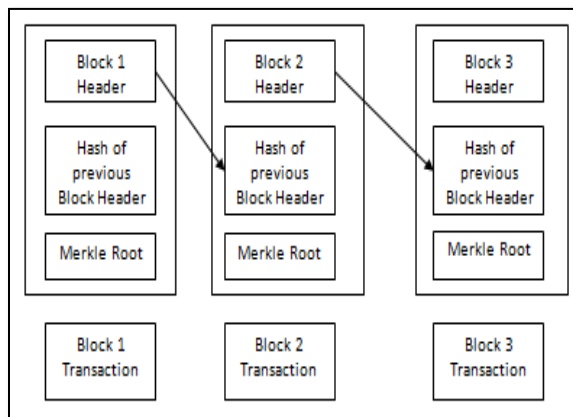 Block 1
Header
Hash of
previous
Block Header
Merkle Root
Block 1
Transaction
Block 2
Header
Hash of
previous
Block Header
Merkle Root
Block 2
Transaction
Block 3
Header
Hash of
previous
Block Header
Merkle Root
Block 3
Transaction